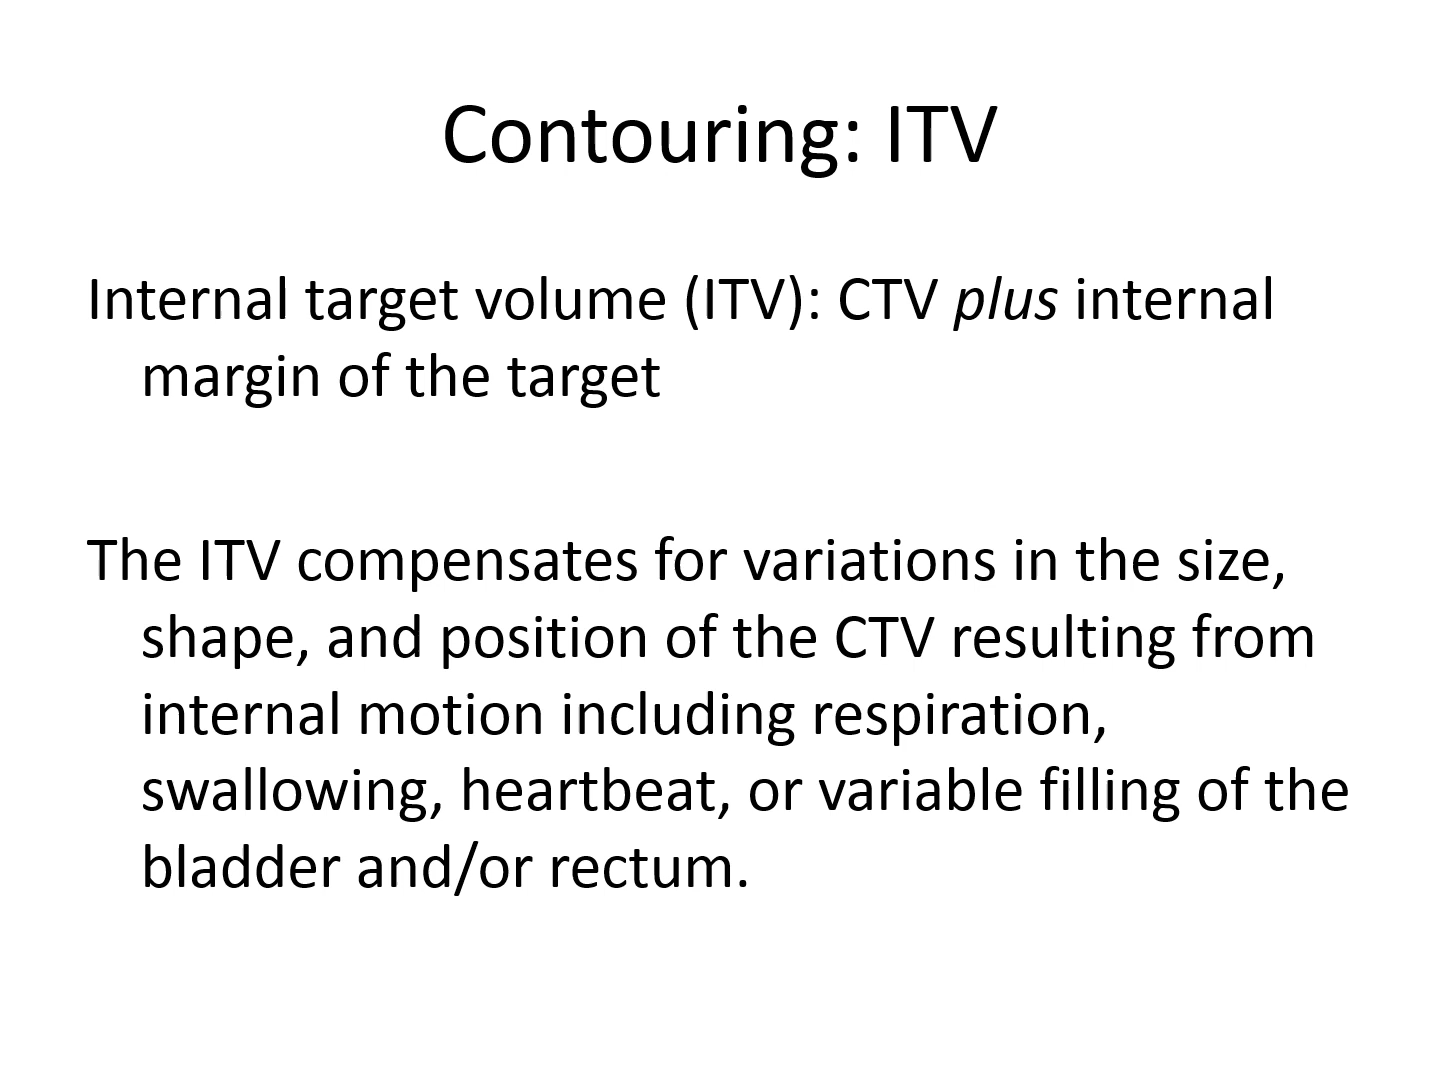 Contouring: ITV
Internal target volume (ITV): CTV plus internal
margin of the target
The ITV compensates for variations in the size,
shape, and position of the CTV resulting from
internal motion including respiration,
swallowing, heartbeat, or variable filling of the
bladder and/or rectum.